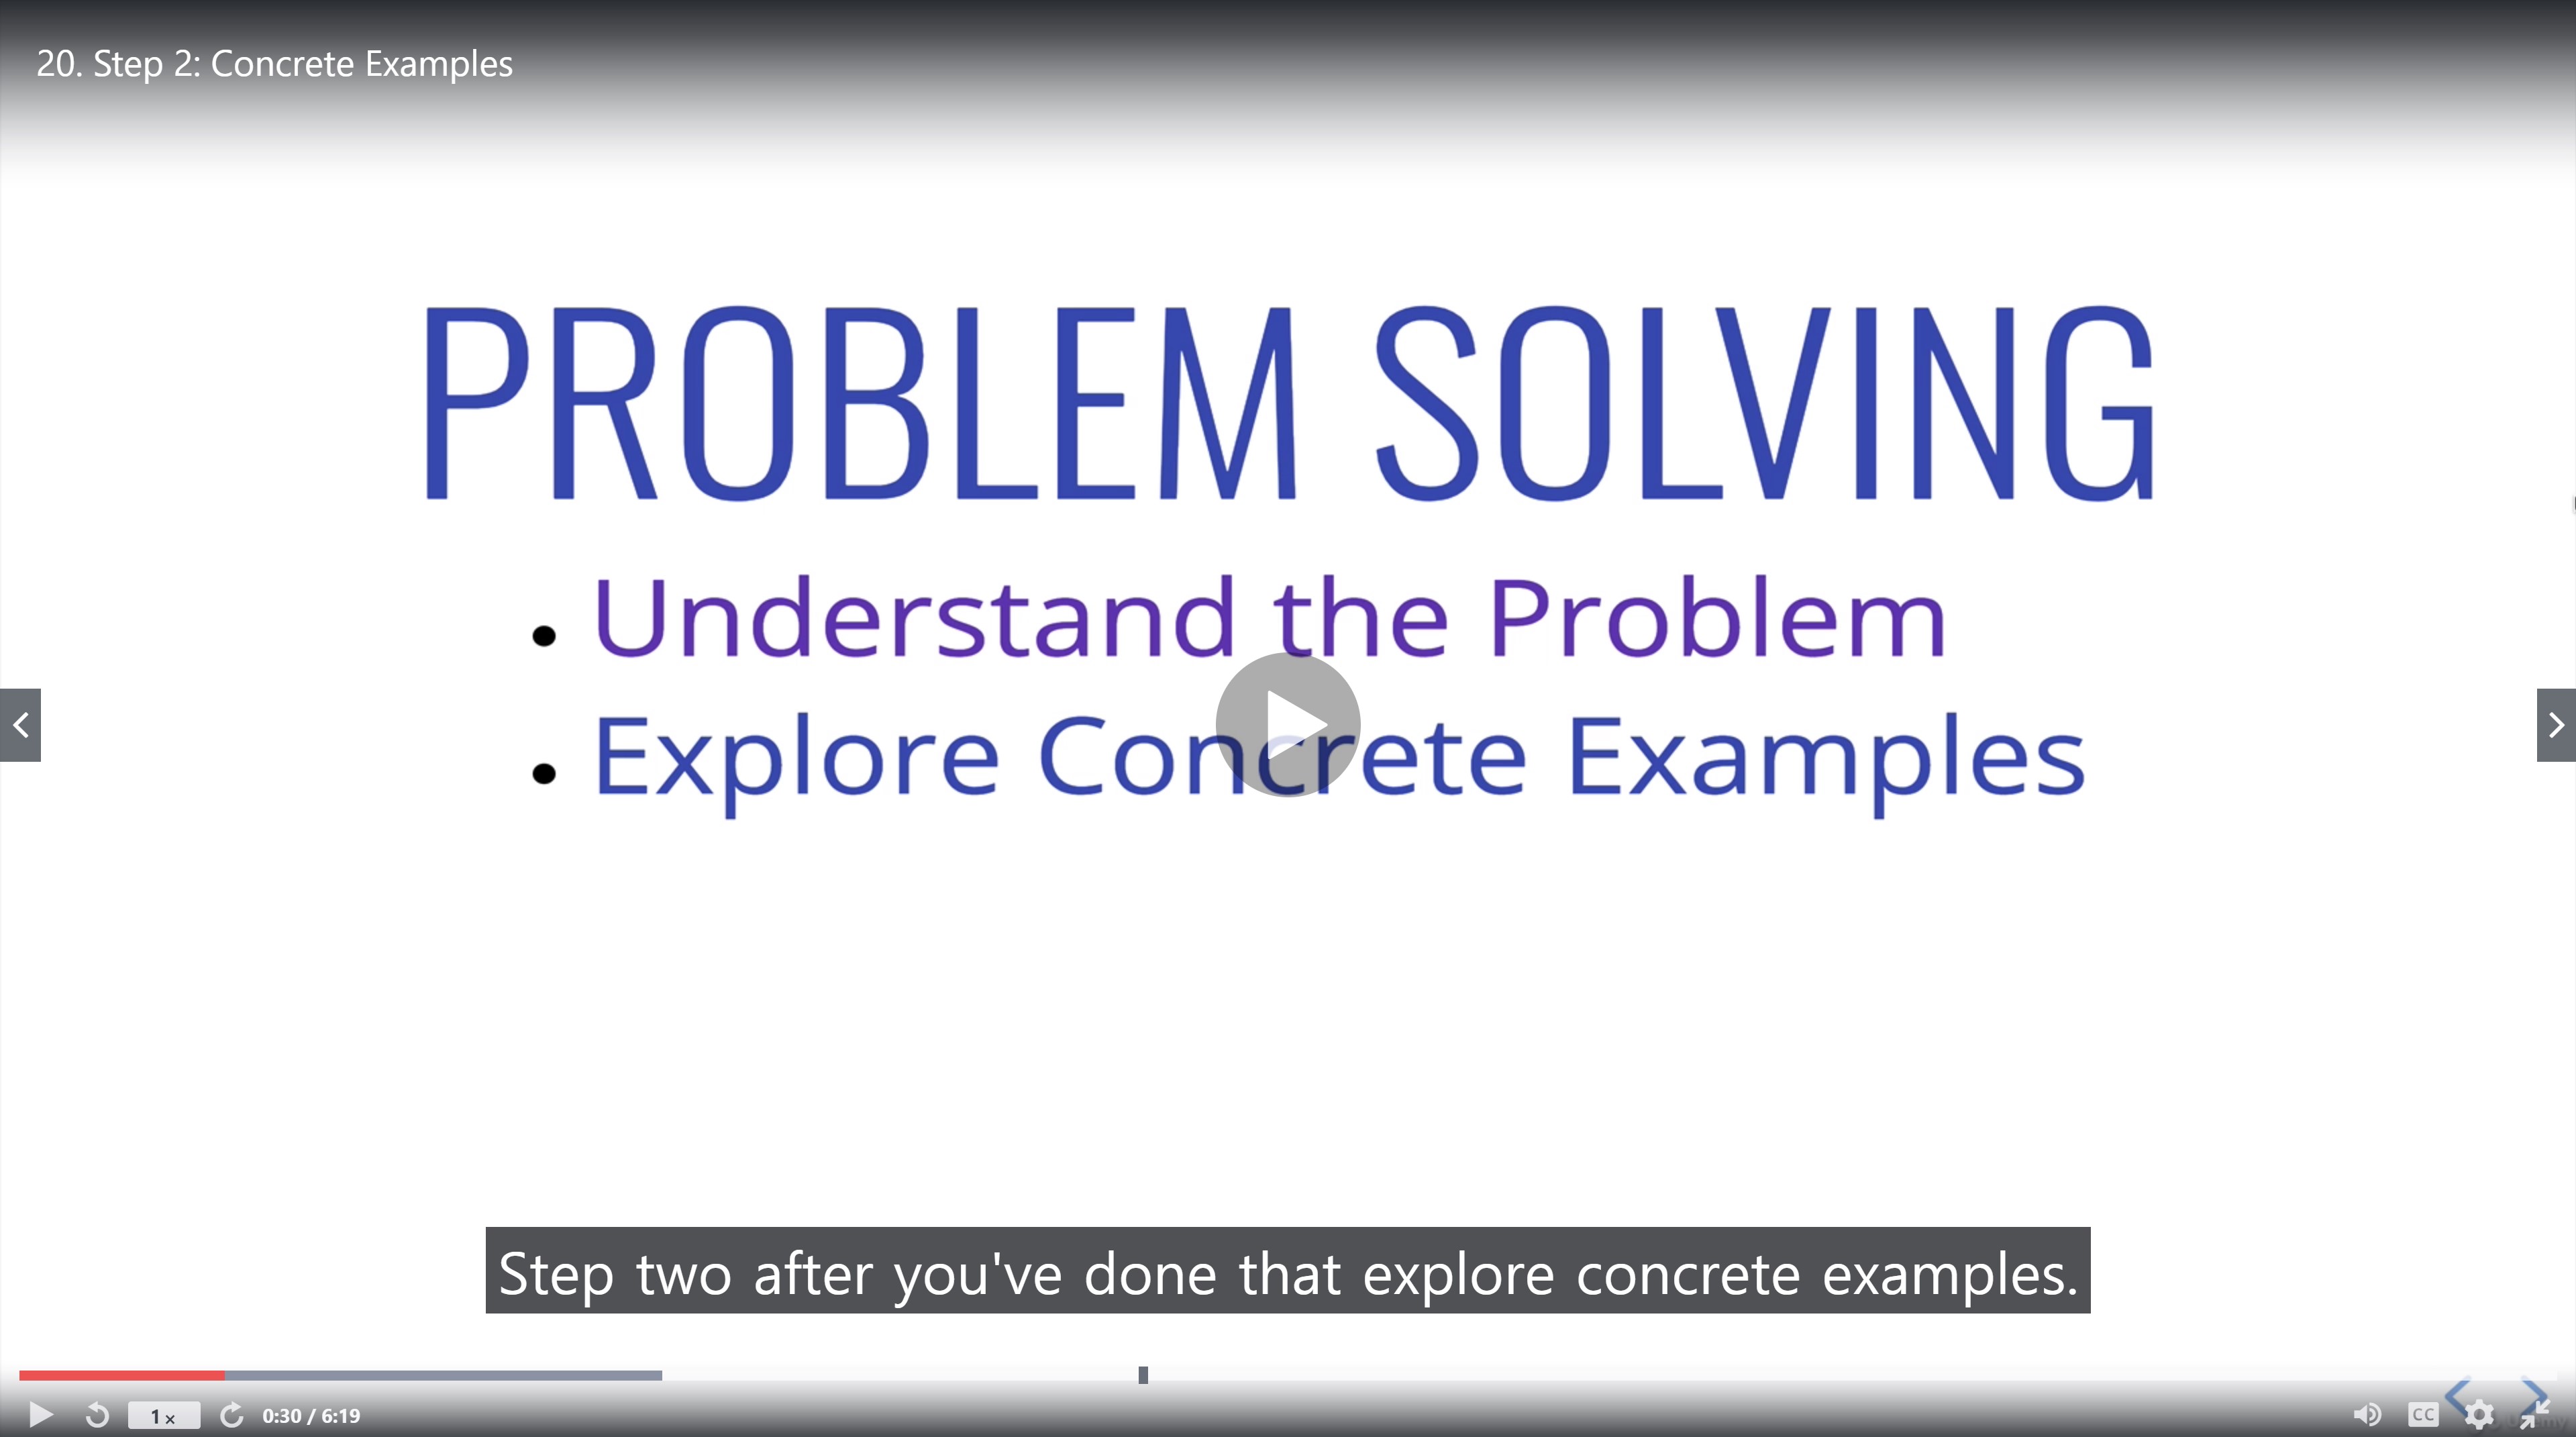 20. Step 2: Concrete Examples
PROBLEM SOLVING
• Understand the Problem
• Explore Concrete Examples
Step two after you've done that explore concrete examples.
1 x
0:30 / 6:19
CC